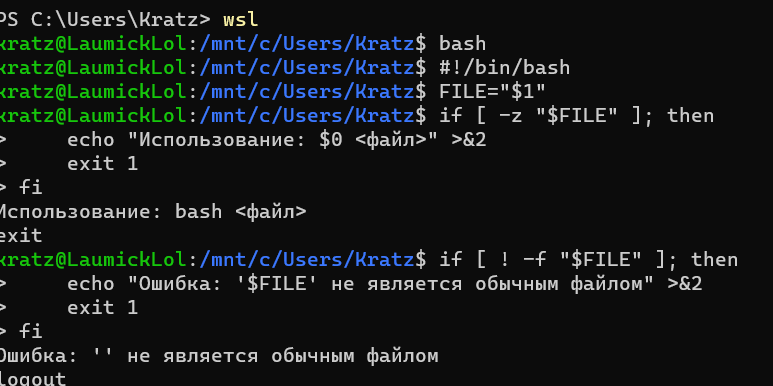 PS C:\Users\Kratz> wsl
kratz@LaumickLol:/mnt/c/Users/Kratz$ bash
kratz@LaumickLol:/mnt/c/Users/Kratz$ #!/bin/bash
kratz@LaumickLol:/mnt/c/Users/Kratz$ FILE="$1"
kratz@LaumickLol:/mnt/c/Users/Kratz$ if [ -z "$FILE" ]; then
>     echo "Использование: $0 <файл>" >&2
>     exit 1
> fi
Использование: bash <файл>
exit
kratz@LaumickLol:/mnt/c/Users/Kratz$ if [ ! -f "$FILE" ]; then
>     echo "Ошибка: '$FILE' не является обычным файлом" >&2
>     exit 1
> fi
Ошибка: '' не является обычным файлом
logout